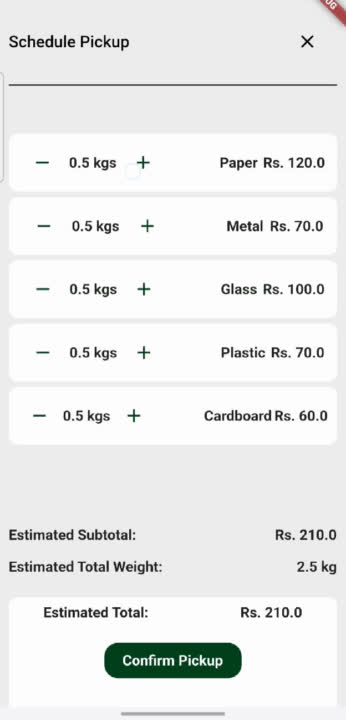 Schedule Pickup
0.5 kgs Paper Rs. 120.0
0.5 kgs Metal Rs. 70.0
0.5 kgs Glass Rs. 100.0
0.5 kgs Plastic Rs. 70.0
0.5 kgs Cardboard Rs. 60.0
Estimated Subtotal: Rs. 210.0
Estimated Total Weight: 2.5 kg
Estimated Total: Rs. 210.0
Confirm Pickup